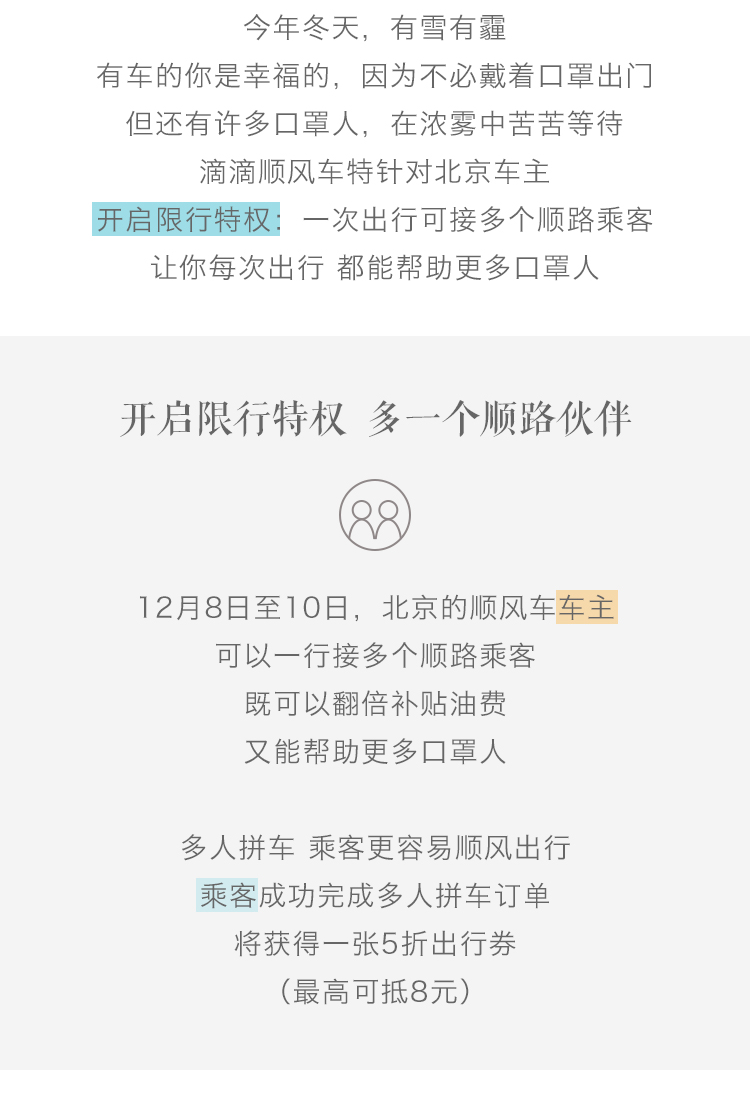 今年冬天，有雪有霾
有车的你是幸福的，因为不必戴着口罩出门
但还有许多口罩人，在浓雾中苦苦等待
滴滴顺风车特针对北京车主
开启限行特权：一次出行可接多个顺路乘客
让你每次出行 都能帮助更多口罩人
开启限行特权 多一个顺路伙伴
12月8日至10日，北京的顺风车车主
可以一行接多个顺路乘客
既可以翻倍补贴油费
又能帮助更多口罩人
多人拼车 乘客更容易顺风出行
乘客成功完成多人拼车订单
将获得一张5折出行券
（最高可抵8元）